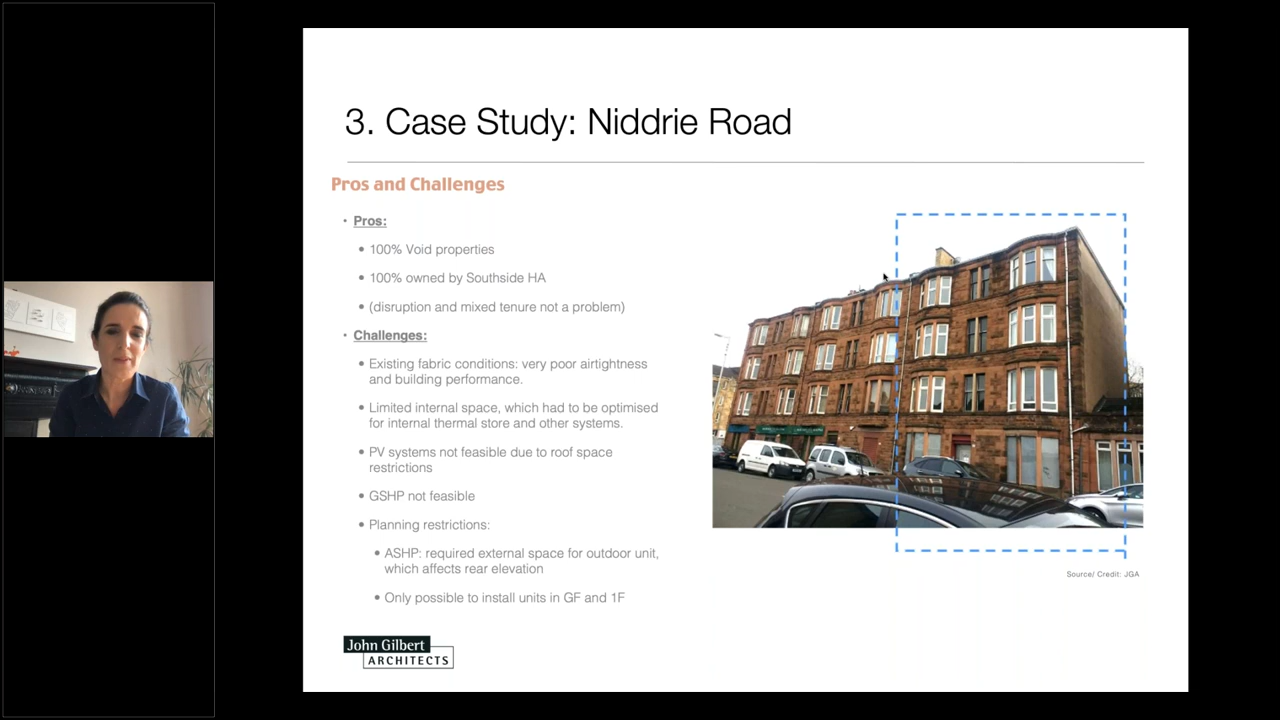 3. Case Study: Niddrie Road
Pros and Challenges
• Pros:
• 100% Void properties
• 100% owned by Southside HA
• (disruption and mixed tenure not a problem)
• Challenges:
• Existing fabric conditions: very poor airtightness
and building performance.
• Limited internal space, which had to be optimised
for internal thermal store and other systems.
• PV systems not feasible due to roof space
restrictions
• GSHP not feasible
• Planning restrictions:
• ASHP: required external space for outdoor unit,
which affects rear elevation
• Only possible to install units in GF and 1F
Source/ Credit: JGA
John Gilbert
ARCHITECTS